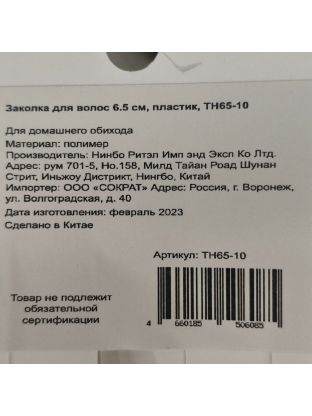 Заколка для волос 6.5 см, пластик, ТН65-10
Для домашнего обихода
Материал: полимер
Производитель: Нинбо Ритэл Имп энд Эксп Ко Лтд.
Адрес: рум 701-5, Но.158, Милд Тайан Роад Шунан
Стрит, Иньжоу Дистрикт, Нингбо, Китай
Импортер: ООО «СОКРАТ» Адрес: Россия, г. Воронеж,
ул. Волгоградская, д. 40
Дата изготовления: февраль 2023
Сделано в Китае
Артикул: ТН65-10
Товар не подлежит
обязательной
сертификации
4 660185 506085